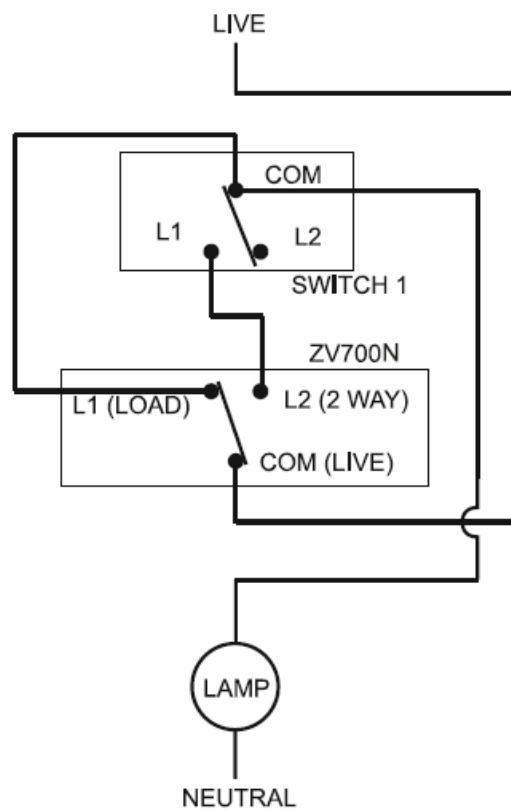 LIVE
COM
L1
L2
SWITCH 1
ZV700N
L1 (LOAD)
L2 (2 WAY)
COM (LIVE)
LAMP
NEUTRAL